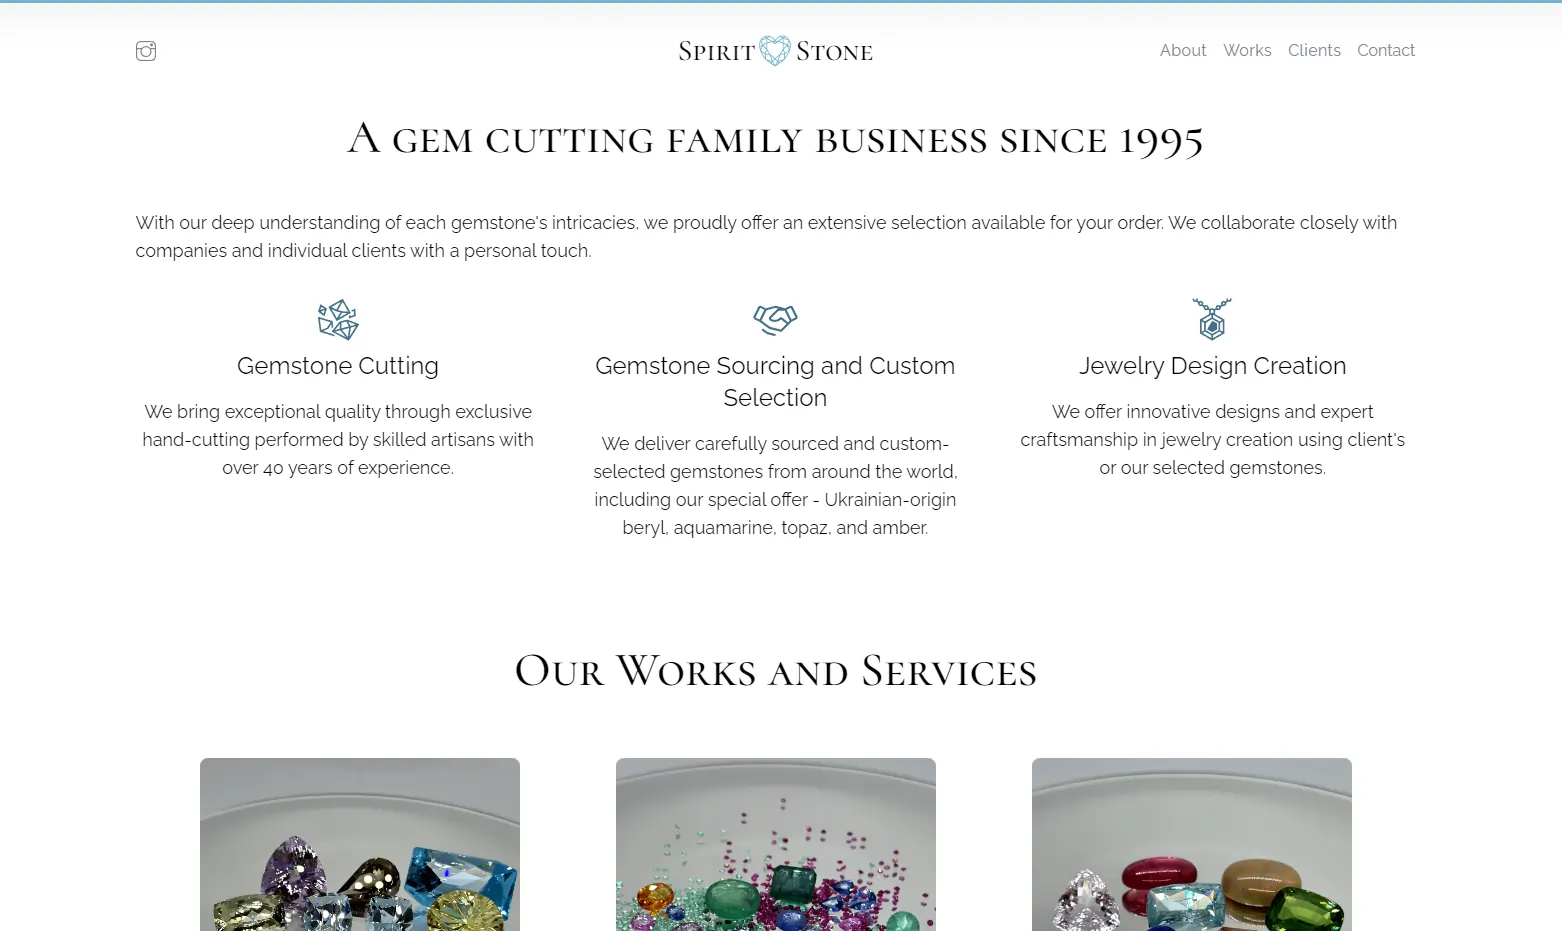 Spirit Stone
About Works Clients Contact
A gem cutting family business since 1995
With our deep understanding of each gemstone's intricacies, we proudly offer an extensive selection available for your order. We collaborate closely with
companies and individual clients with a personal touch.
Gemstone Cutting
We bring exceptional quality through exclusive
hand-cutting performed by skilled artisans with
over 40 years of experience.
Gemstone Sourcing and Custom
Selection
We deliver carefully sourced and custom-
selected gemstones from around the world,
including our special offer - Ukrainian-origin
beryl, aquamarine, topaz, and amber.
Jewelry Design Creation
We offer innovative designs and expert
craftsmanship in jewelry creation using client's
or our selected gemstones.
Our Works and Services